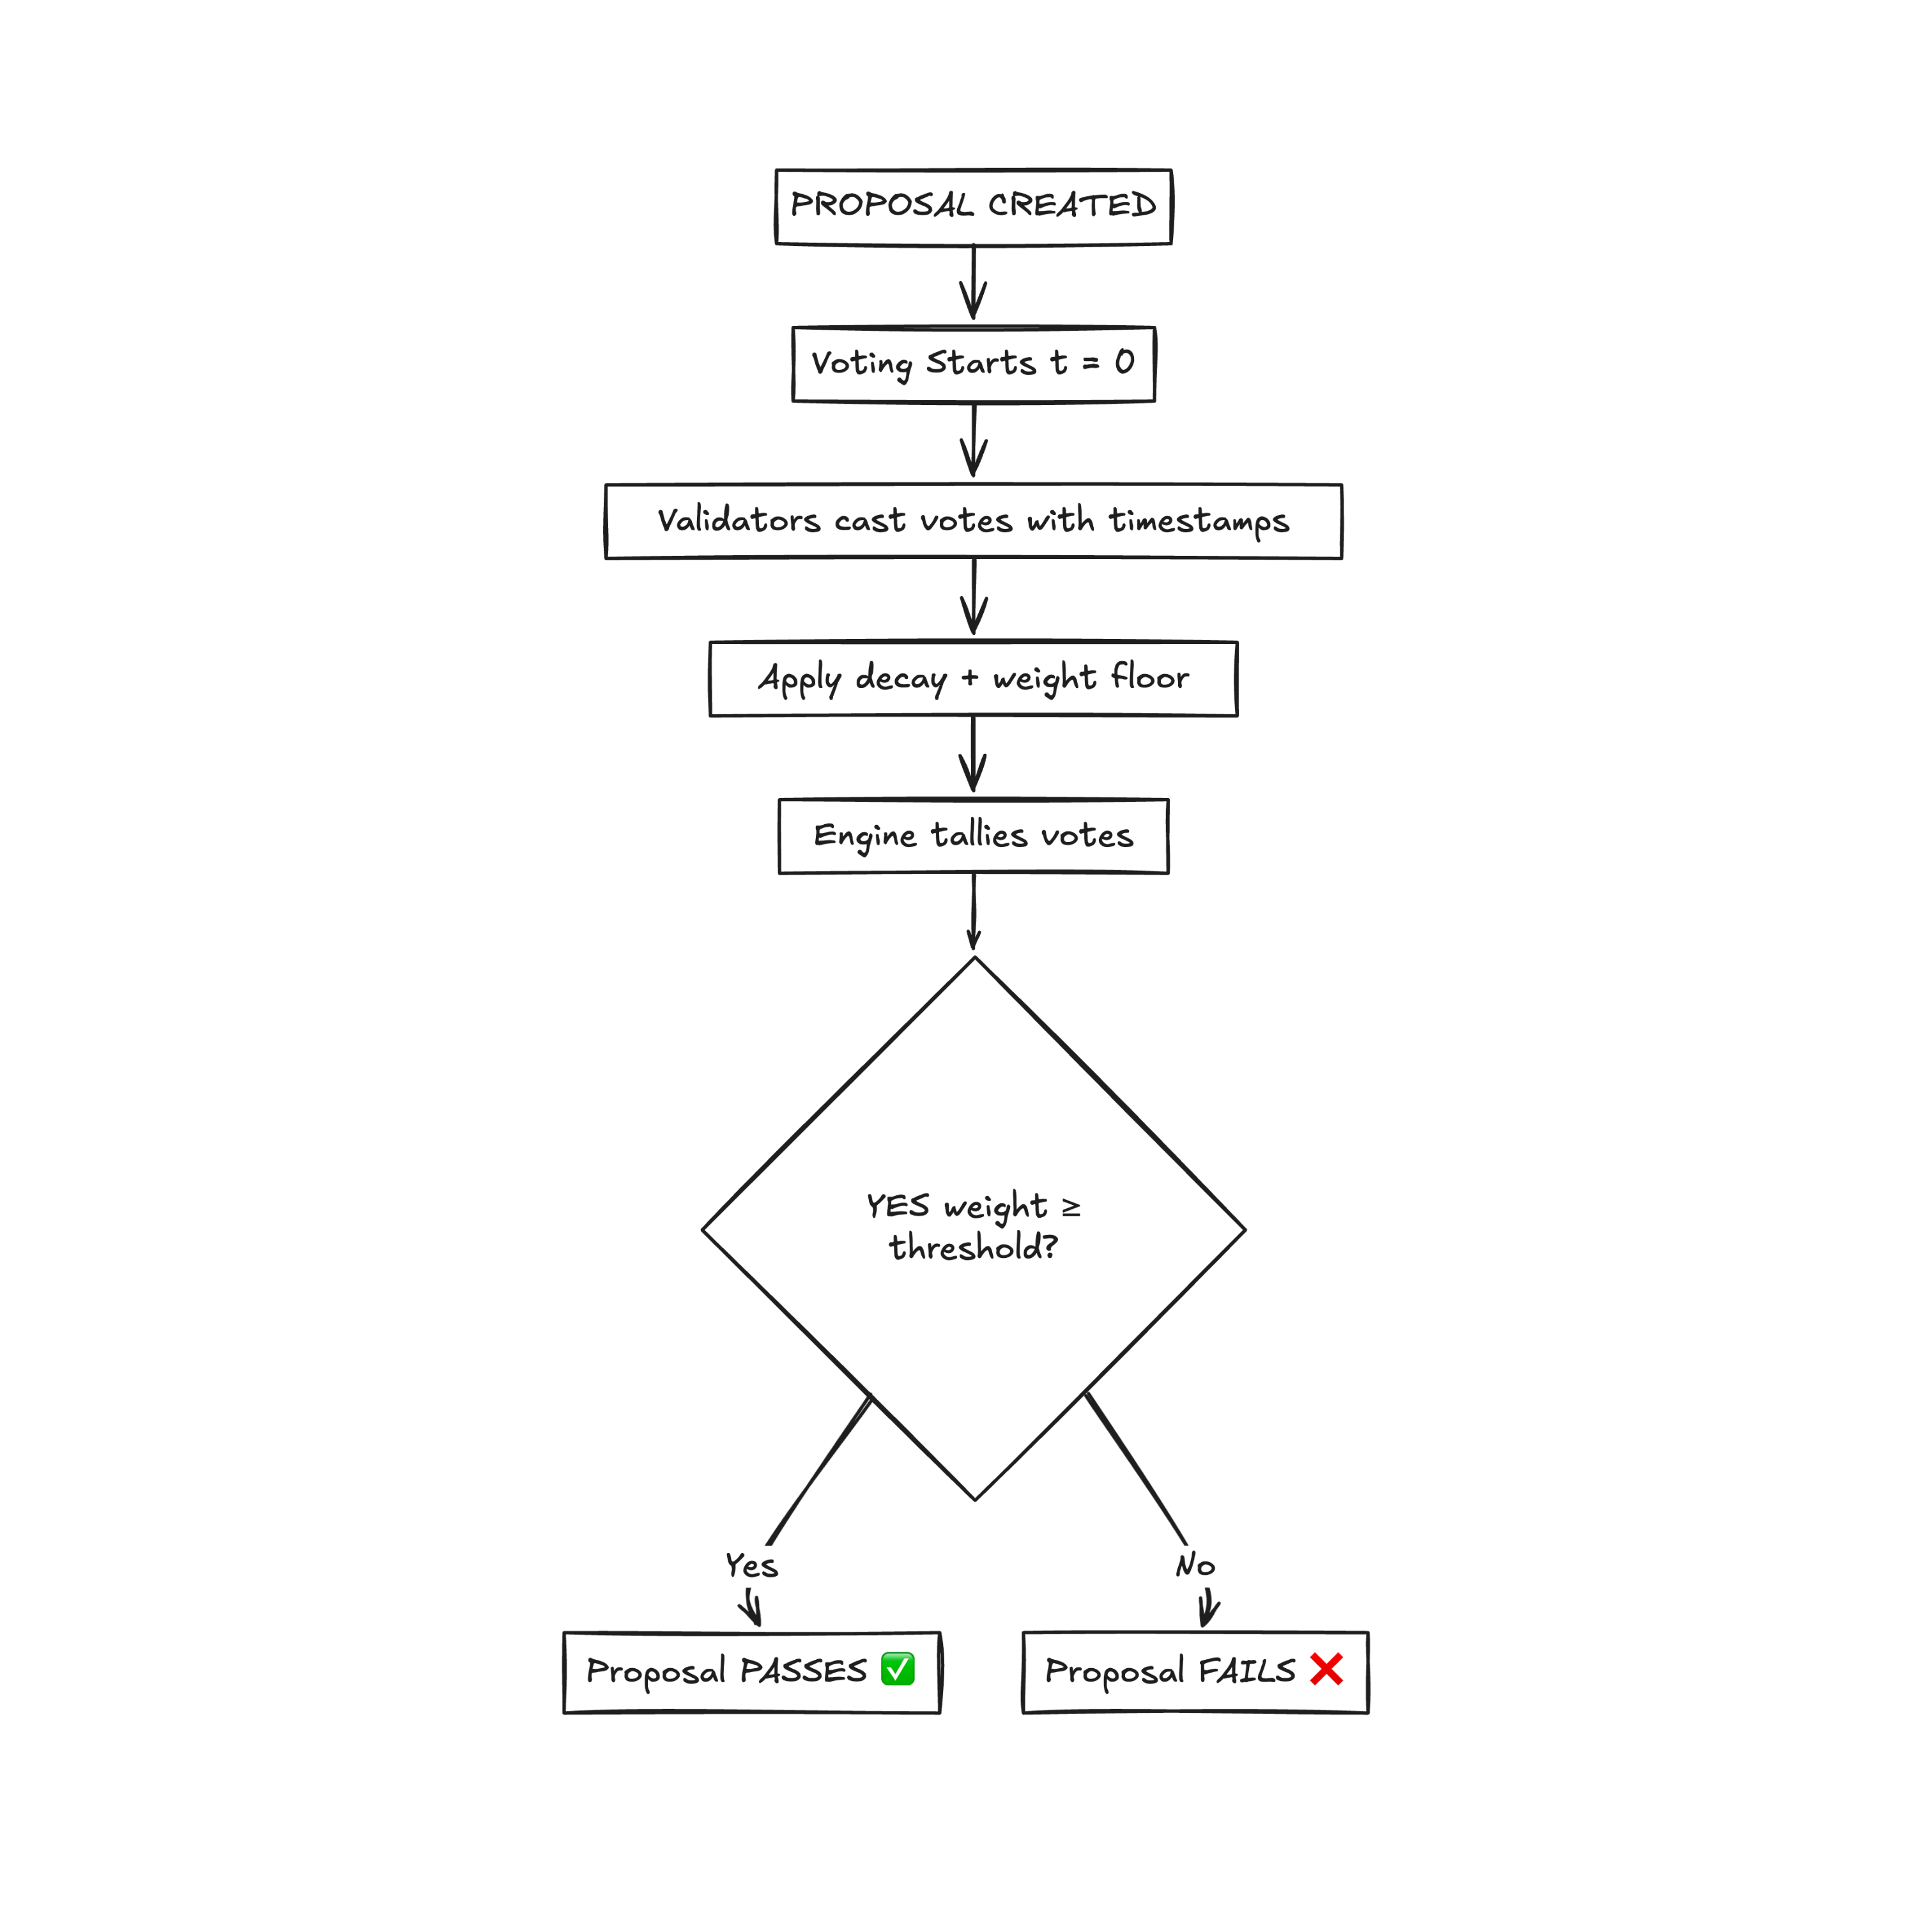 PROPOSAL CREATED
Voting Starts t = 0
Validators cast votes with timestamps
Apply decay + weight floor
Engine tallies votes
YES weight ≥
threshold?
Yes
No
Proposal PASSES ✅
Proposal FAILS ❌